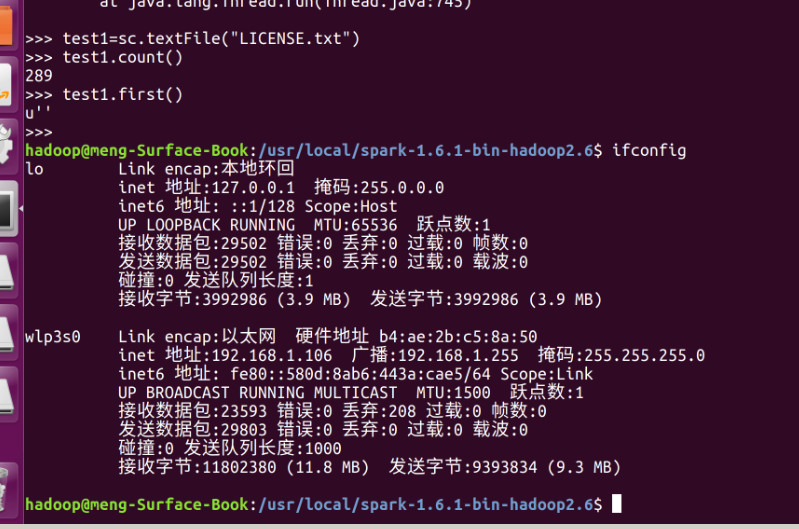 at java.lang.Thread.run(Thread.java:745)
>>> test1=sc.textFile("LICENSE.txt")
>>> test1.count()
289
>>> test1.first()
u''
>>>
hadoop@meng-Surface-Book:/usr/local/spark-1.6.1-bin-hadoop2.6$ ifconfig
lo Link encap:本地环回
inet 地址:127.0.0.1 掩码:255.0.0.0
inet6 地址: ::1/128 Scope:Host
UP LOOPBACK RUNNING MTU:65536 跃点数:1
接收数据包:29502 错误:0 丢弃:0 过载:0 帧数:0
发送数据包:29502 错误:0 丢弃:0 过载:0 载波:0
碰撞:0 发送队列长度:1
接收字节:3992986 (3.9 MB) 发送字节:3992986 (3.9 MB)
wlp3s0 Link encap:以太网 硬件地址 b4:ae:2b:c5:8a:50
inet 地址:192.168.1.106 广播:192.168.1.255 掩码:255.255.255.0
inet6 地址: fe80::580d:8ab6:443a:cae5/64 Scope:Link
UP BROADCAST RUNNING MULTICAST MTU:1500 跃点数:1
接收数据包:23593 错误:0 丢弃:208 过载:0 帧数:0
发送数据包:29803 错误:0 丢弃:0 过载:0 载波:0
碰撞:0 发送队列长度:1000
接收字节:11802380 (11.8 MB) 发送字节:9393834 (9.3 MB)
hadoop@meng-Surface-Book:/usr/local/spark-1.6.1-bin-hadoop2.6$